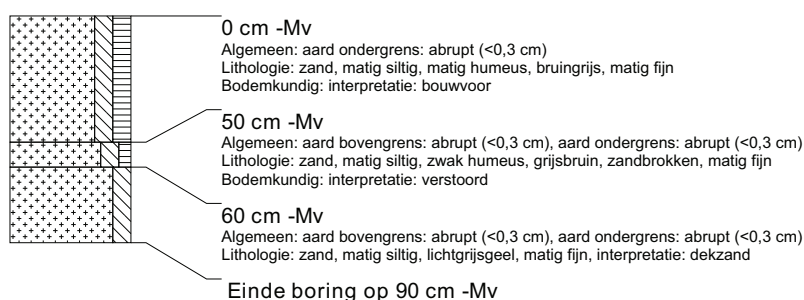 0 cm -Mv
Algemeen: aard ondergrens: abrupt (<0,3 cm)
Lithologie: zand, matig siltig, matig humeus, bruingrijs, matig fijn
Bodemkundig: interpretatie: bouwvoor
50 cm -Mv
Algemeen: aard bovengrens: abrupt (<0,3 cm), aard ondergrens: abrupt (<0,3 cm)
Lithologie: zand, matig siltig, zwak humeus, grijsbruin, zandbrokken, matig fijn
Bodemkundig: interpretatie: verstoord
60 cm -Mv
Algemeen: aard bovengrens: abrupt (<0,3 cm), aard ondergrens: abrupt (<0,3 cm)
Lithologie: zand, matig siltig, lichtgrijsgeel, matig fijn, interpretatie: dekzand
Einde boring op 90 cm -Mv